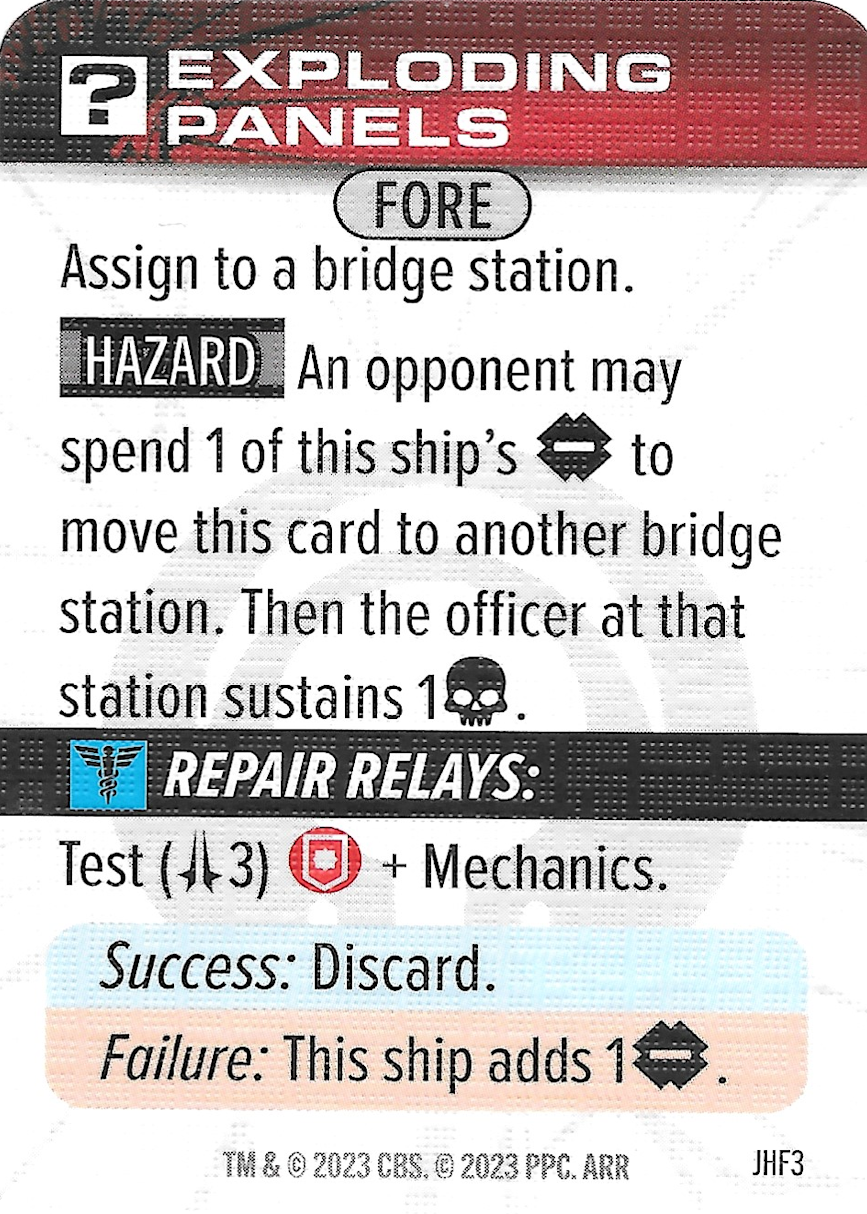 ? EXPLODING
PANELS
FORE
Assign to a bridge station.
HAZARD An opponent may
spend 1 of this ship's to
move this card to another bridge
station. Then the officer at that
station sustains 1.
REPAIR RELAYS:
Test (3) + Mechanics.
Success: Discard.
Failure: This ship adds 1.
TM & © 2023 CBS. © 2023 PPC. ARR
JHF3